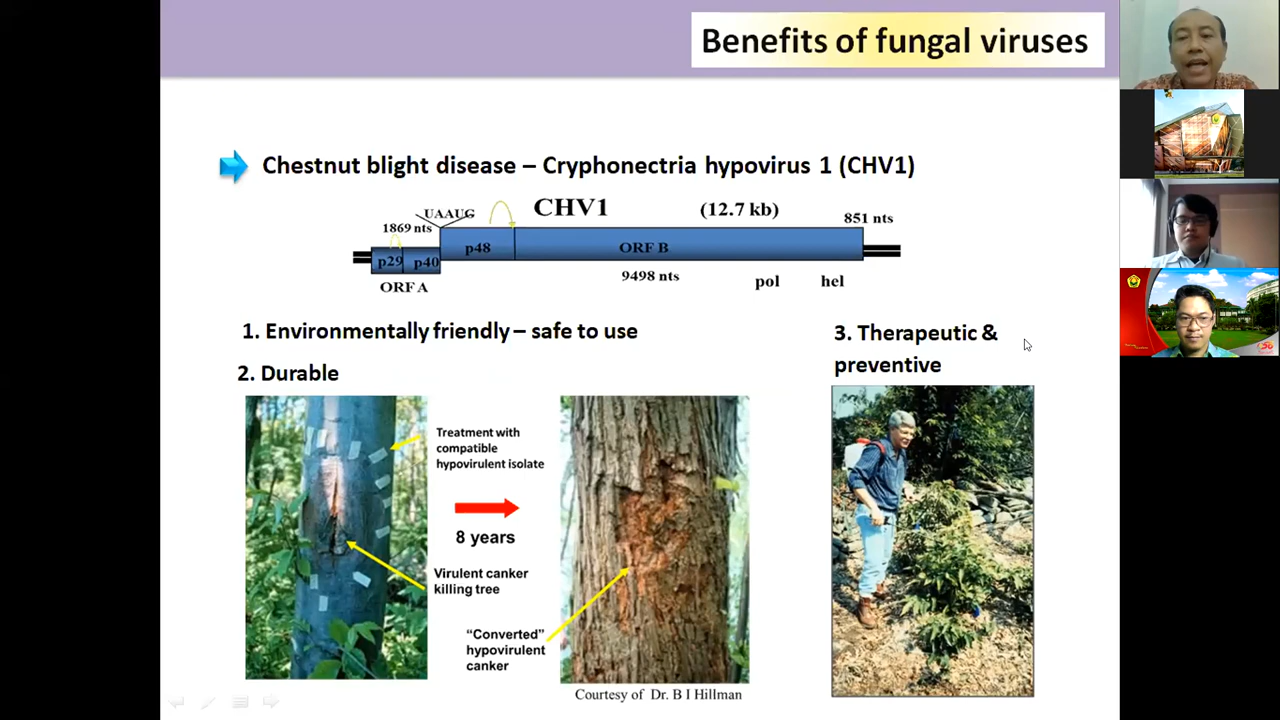 Benefits of fungal viruses
Chestnut blight disease – Cryphonectria hypovirus 1 (CHV1)
UAAUG
CHV1
(12.7 kb)
1869 nts
851 nts
p48
ORF B
p29
p40
9498 nts
pol
hel
ORF A
1. Environmentally friendly – safe to use
2. Durable
3. Therapeutic &
preventive
Treatment with
compatible
hypovirulent isolate
8 years
Virulent canker
killing tree
“Converted”
hypovirulent
canker
Courtesy of Dr. B I Hillman